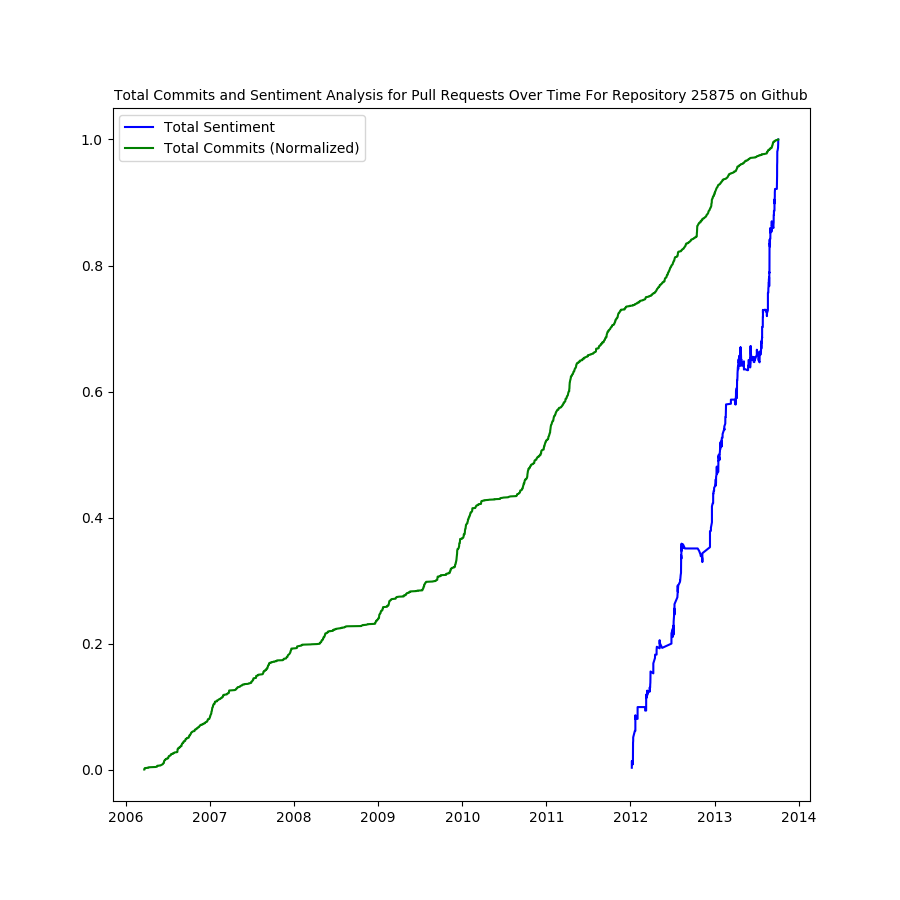 Total Commits and Sentiment Analysis for Pull Requests Over Time For Repository 25875 on Github
Total Sentiment
Total Commits (Normalized)
1.0
0.8
0.6
0.4
0.2
0.0
2006 2007 2008 2009 2010 2011 2012 2013 2014